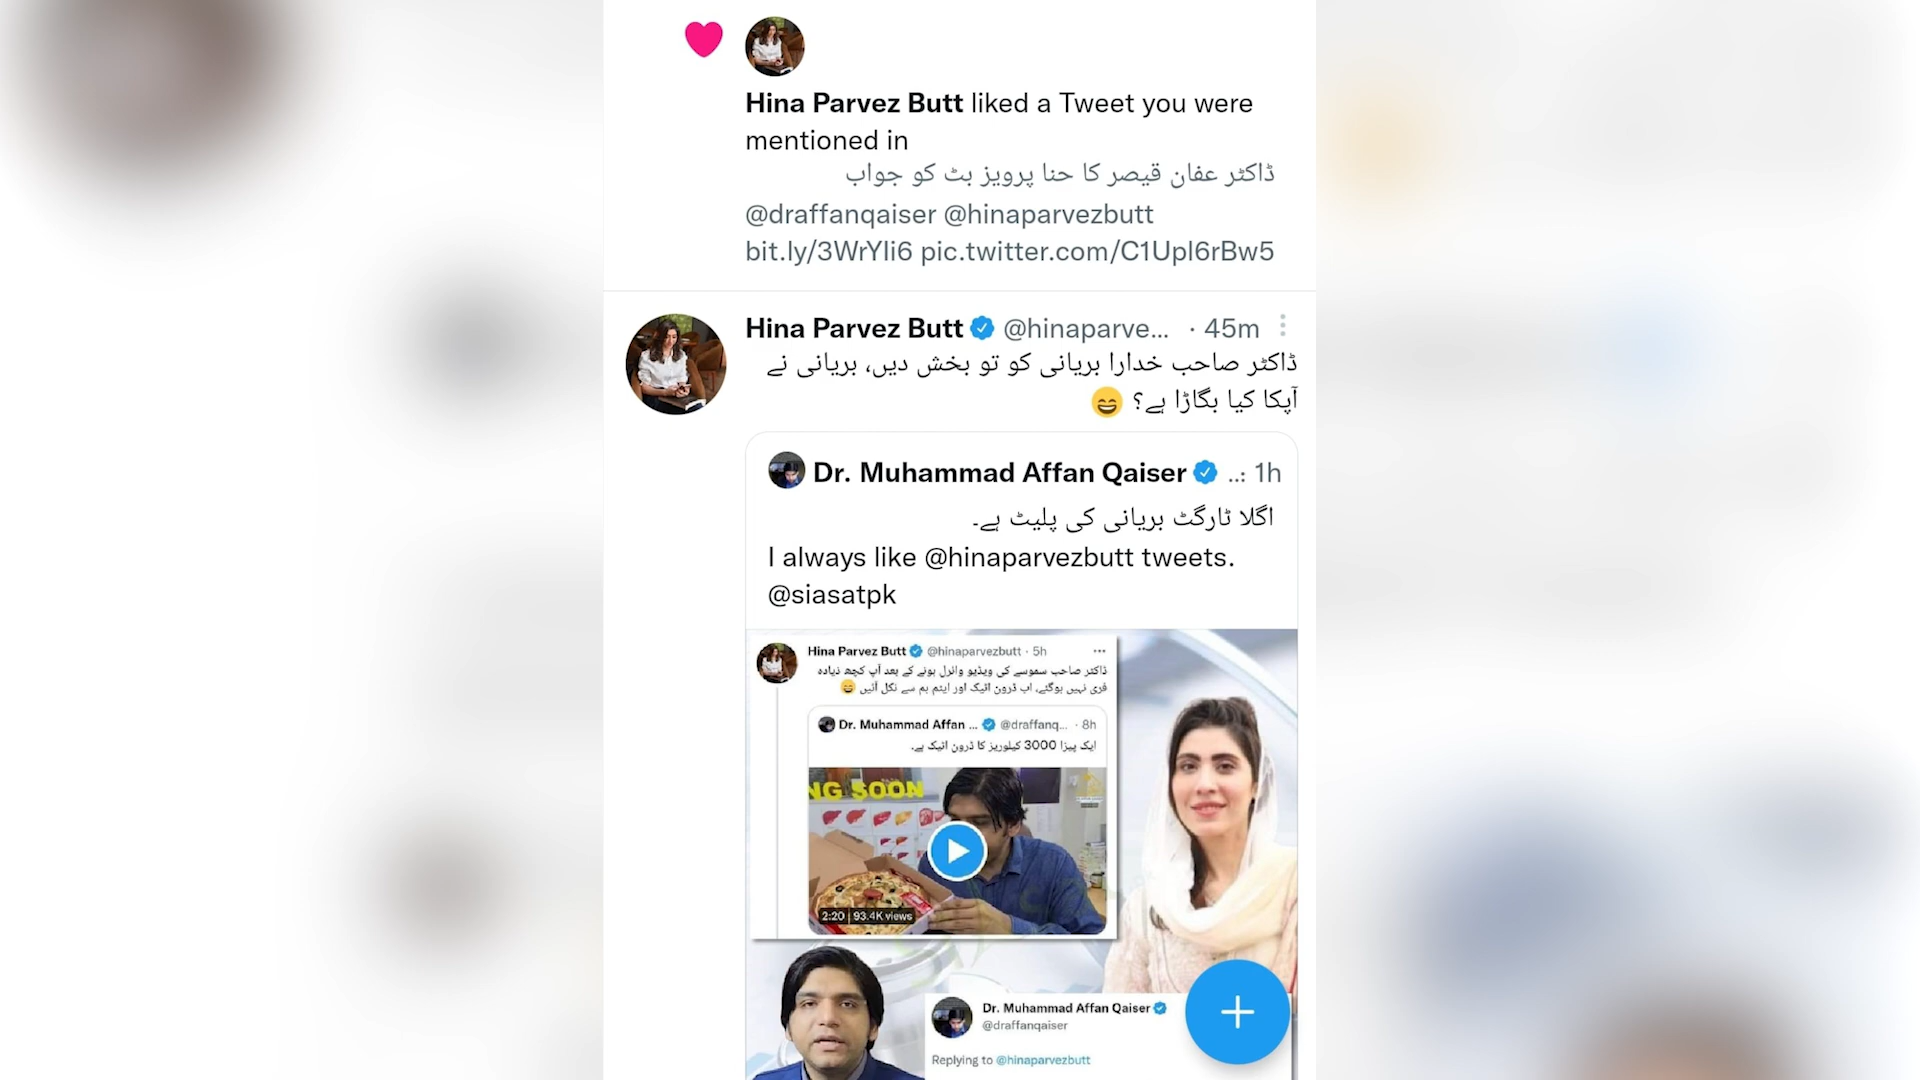 Hina Parvez Butt liked a Tweet you were
mentioned in
ڈاکٹر عفان قیصر کا حنا پرویز بٹ کو جواب
@draffanqaiser @hinaparvezbutt
bit.ly/3WrYIi6 pic.twitter.com/C1Upl6rBw5
Hina Parvez Butt @hinaparve... · 45m
ڈاکٹر صاحب خدارا بریانی کو تو بخش دیں، بریانی نے
آپکا کیا بگاڑا ہے؟ 😄
Dr. Muhammad Affan Qaiser ..: 1h
اگلا ٹارگٹ بریانی کی پلیٹ ہے۔
I always like @hinaparvezbutt tweets.
@siasatpk
Hina Parvez Butt @hinaparvezbutt · 5h
ڈاکٹر صاحب سموسے کی ویڈیو وائرل ہونے کے بعد آپ کچھ زیادہ
فری نہیں ہوگئے، اب ڈرون اٹیک اور ایٹم بم سے نکل آئیں 😄
Dr. Muhammad Affan ... @draffanq... · 8h
ایک پیزا 3000 کیلوریز کا ڈرون اٹیک ہے۔
NG SOON
2:20 93.4K views
Dr. Muhammad Affan Qaiser
@draffanqaiser
Replying to @hinaparvezbutt